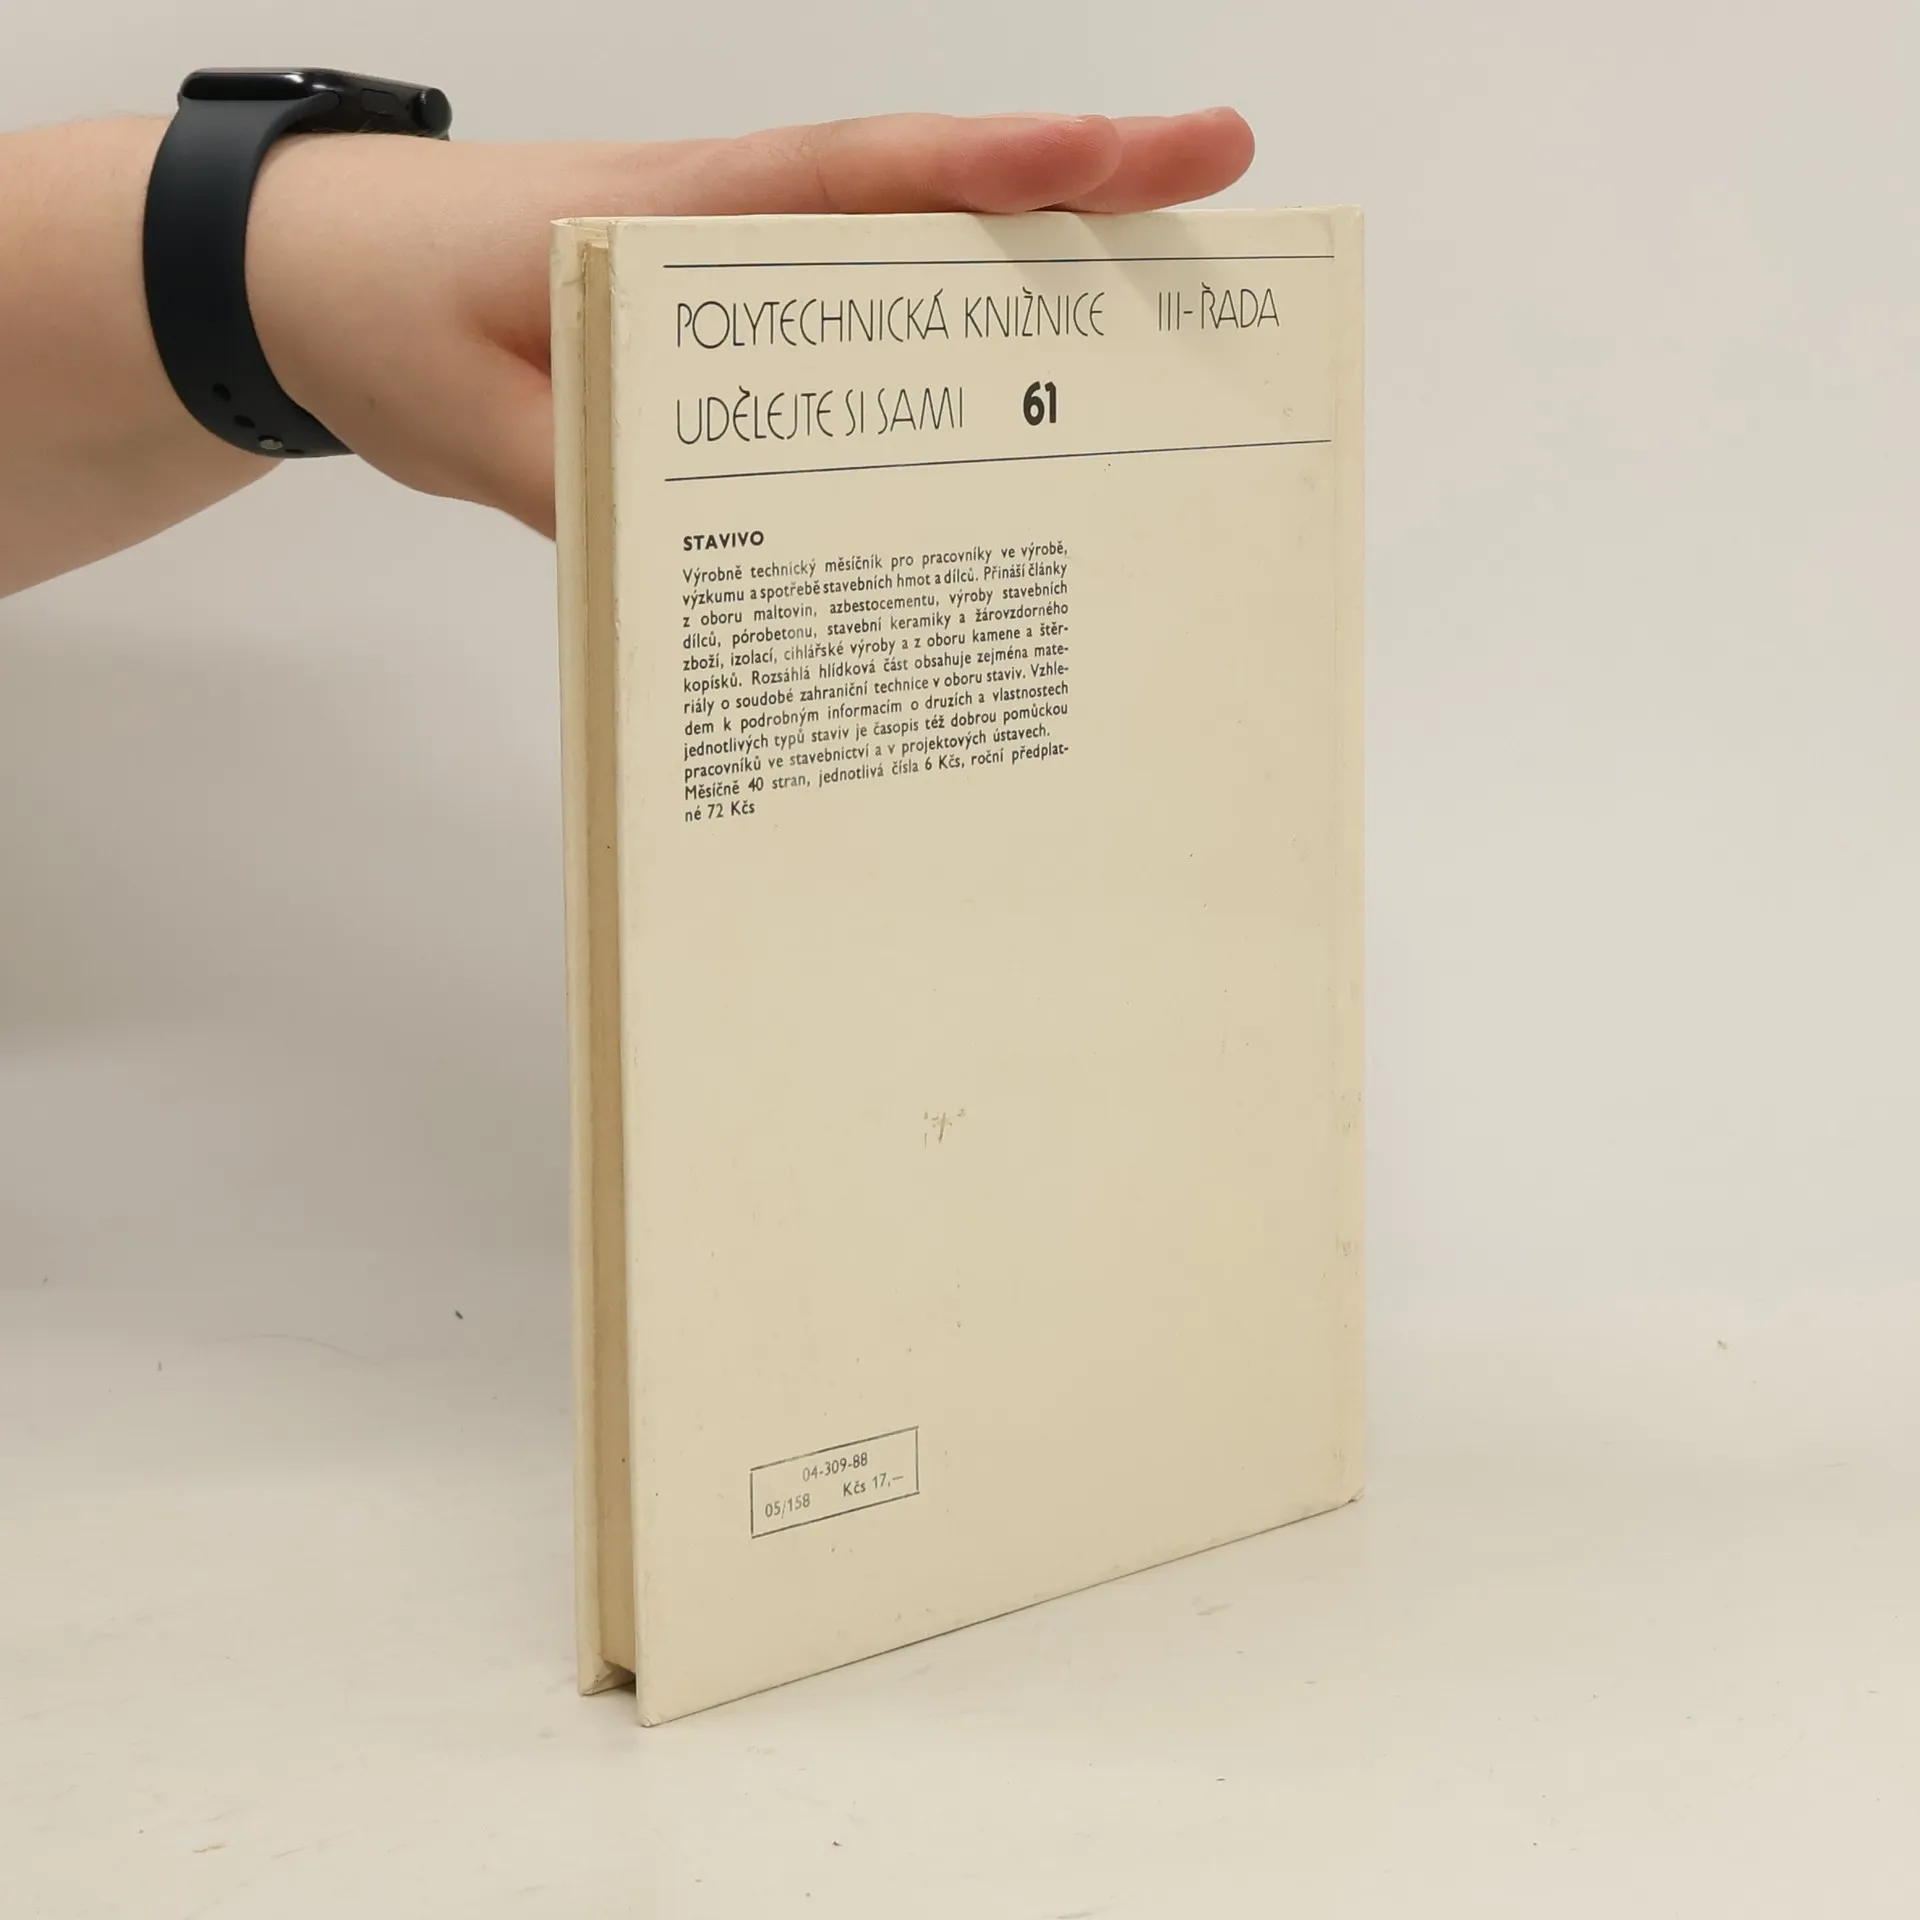 POLYTECHNICKÁ KNIŽNICE III-ŘADA
UDĚLEJTE SI SAMI 61
STAVIVO
Výrobně technický měsíčník pro pracovníky ve výrobě,
výzkumu a spotřebě stavebních hmot a dílců. Přináší články
z oboru maltovin, azbestocementu, výroby stavebních
dílců, pórobetonu, stavební keramiky a žárovzdorného
zboží, izolací, cihlářské výroby a z oboru kamene a štěr-
kopísků. Rozsáhlá hlídková část obsahuje zejména mate-
riály o soudobé zahraniční technice v oboru staviv. Vzhle-
dem k podrobným informacím o druzích a vlastnostech
jednotlivých typů staviv je časopis též dobrou pomůckou
pracovníků ve stavebnictví a v projektových ústavech.
Měsíčně 40 stran, jednotlivá čísla 6 Kčs, roční předplat-
né 72 Kčs
04-309-88
05/158 Kčs 17,—